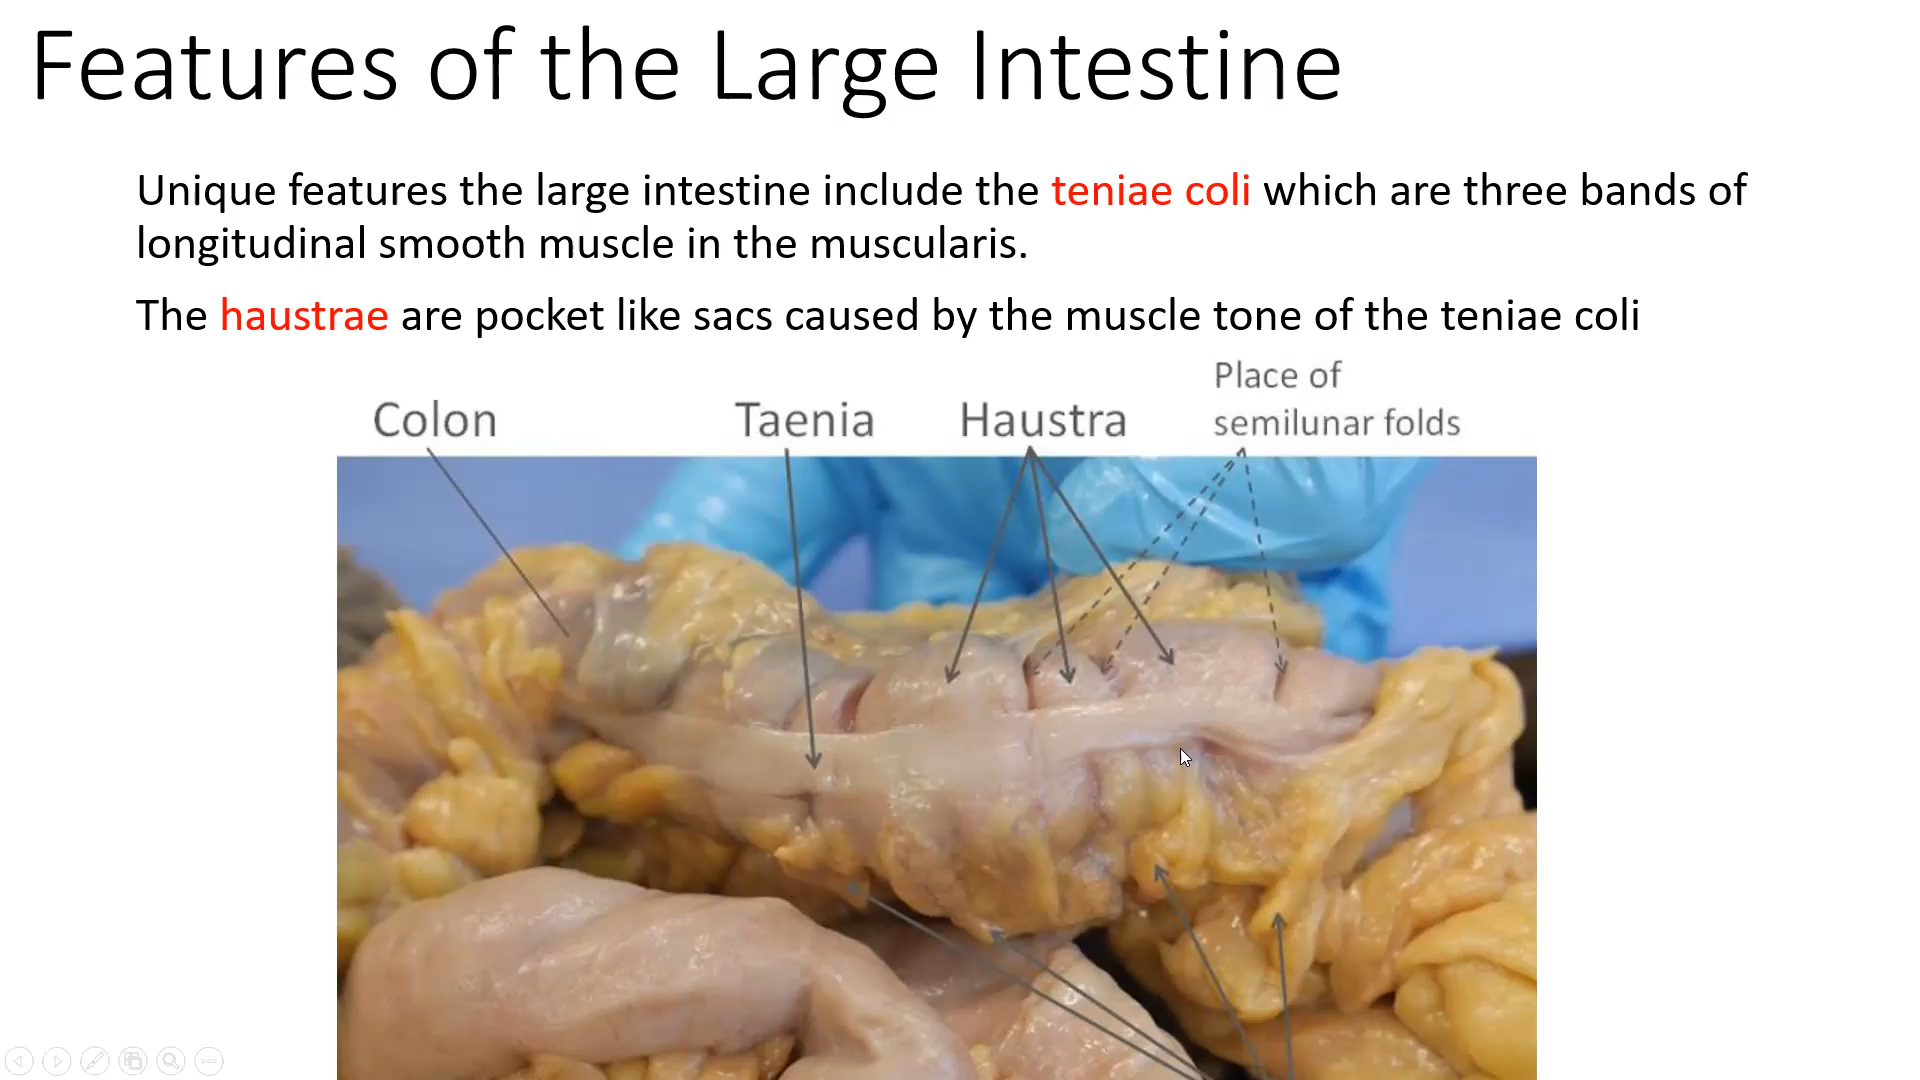 Features of the Large Intestine
Unique features the large intestine include the teniae coli which are three bands of
longitudinal smooth muscle in the muscularis.
The haustrae are pocket like sacs caused by the muscle tone of the teniae coli
Colon
Taenia
Haustra
Place of
semilunar folds